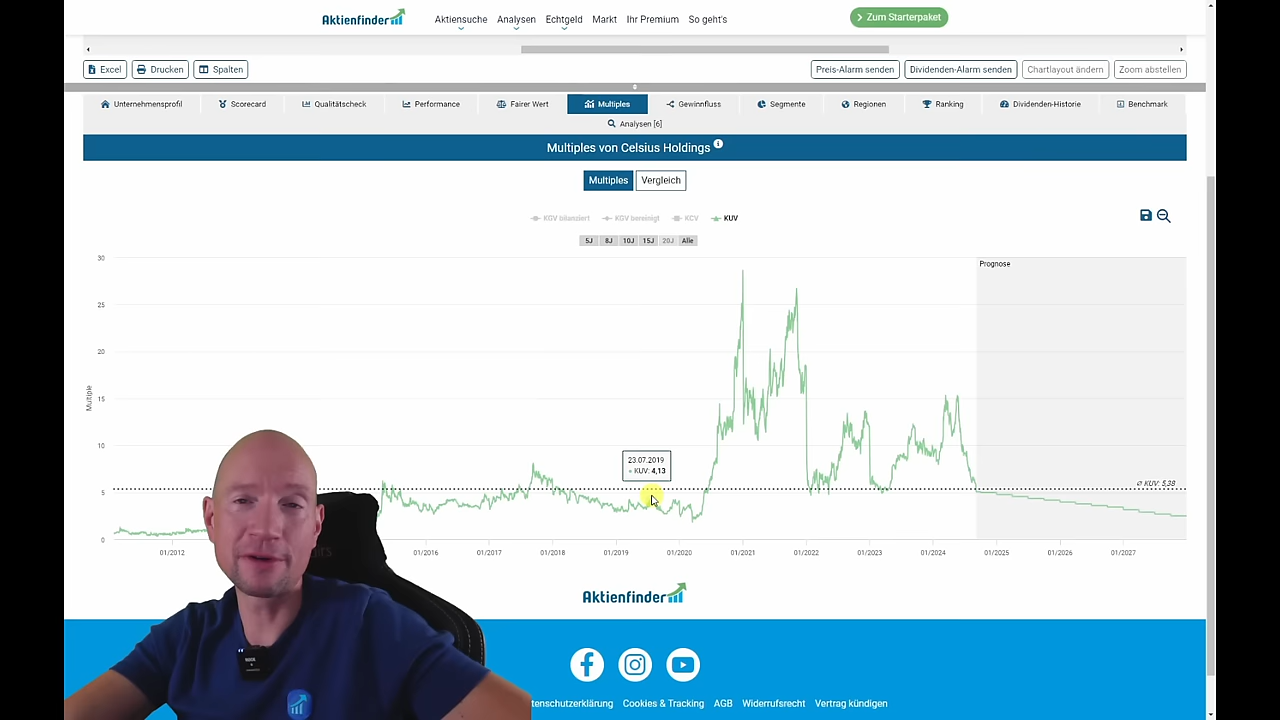 Aktienfinder Aktiensuche Analysen Echtgeld Markt Ihr Premium So geht's Zum Starterpaket
Excel Drucken Spalten Preis-Alarm senden Dividenden-Alarm senden Chartlayout ändern Zoom abstellen
Unternehmensprofil Scorecard Qualitätscheck Performance Fairer Wert Multiples Gewinnfluss Segmente Regionen Ranking Dividenden-Historie Benchmark
Analysen [6]
Multiples von Celsius Holdings
Multiples Vergleich
KGV bilanziert KGV bereinigt KCV KUV
5J 8J 10J 15J 20J Alle
Prognose
30
25
20
15
10
5
0
Multiple
23.07.2019
KUV: 4,13
Ø KUV: 5,38
01/2012 01/2016 01/2017 01/2018 01/2019 01/2020 01/2021 01/2022 01/2023 01/2024 01/2025 01/2026 01/2027
Aktienfinder
tenschutzerklärung Cookies & Tracking AGB Widerrufsrecht Vertrag kündigen